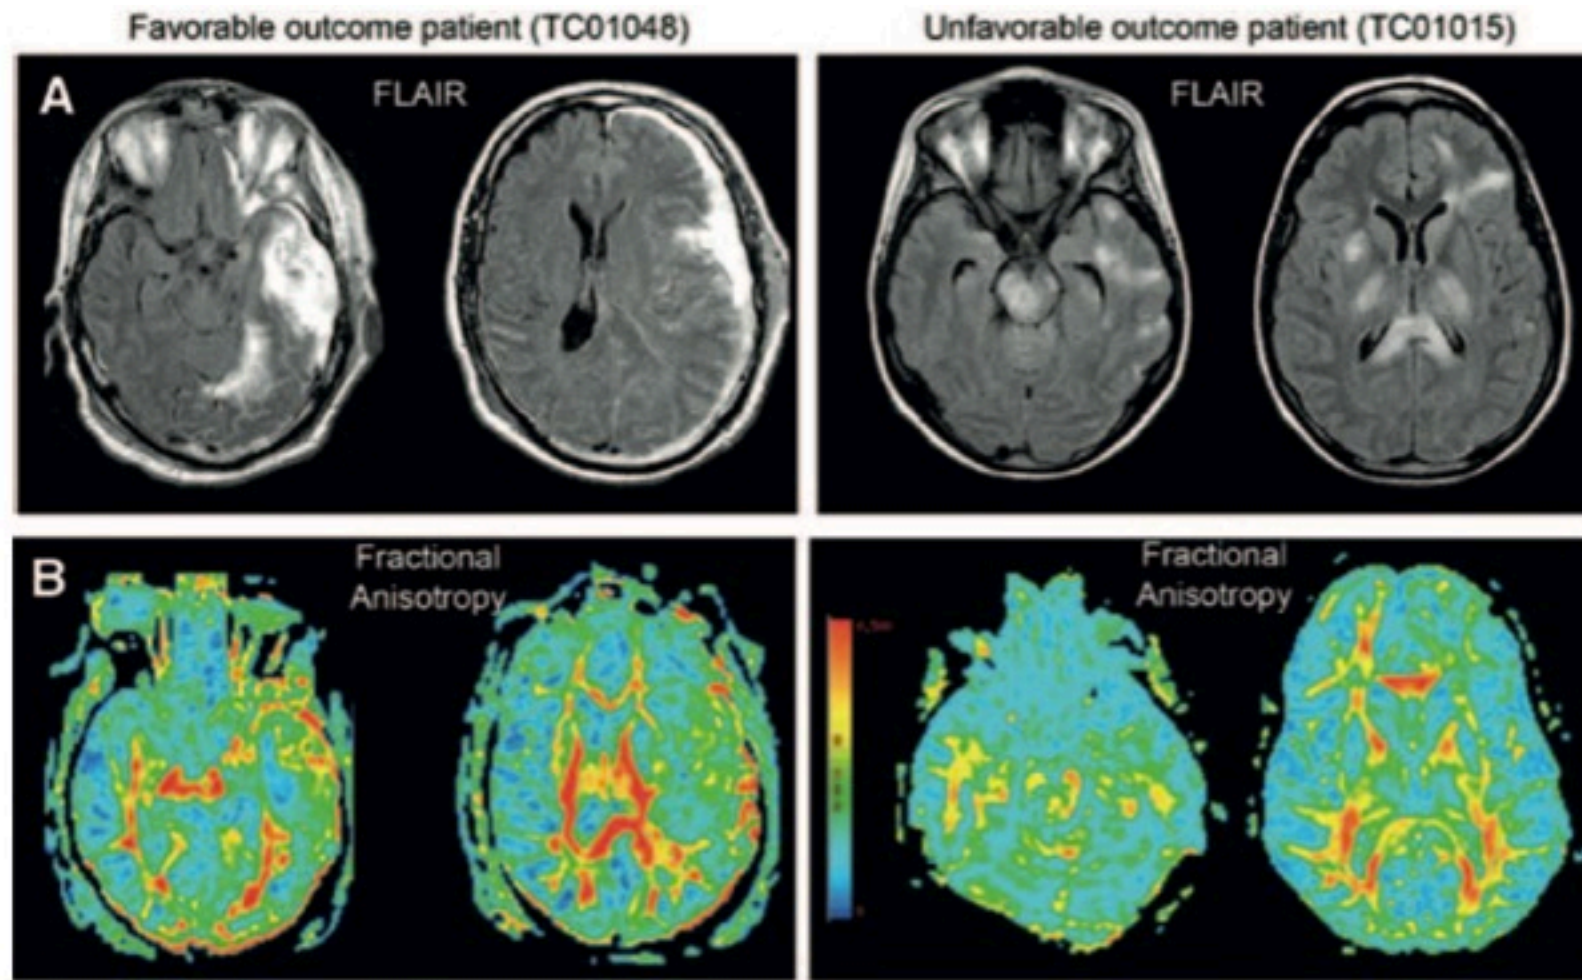 Favorable outcome patient (TC01048)
Unfavorable outcome patient (TC01015)
A
FLAIR
FLAIR
B
Fractional
Anisotropy
Fractional
Anisotropy